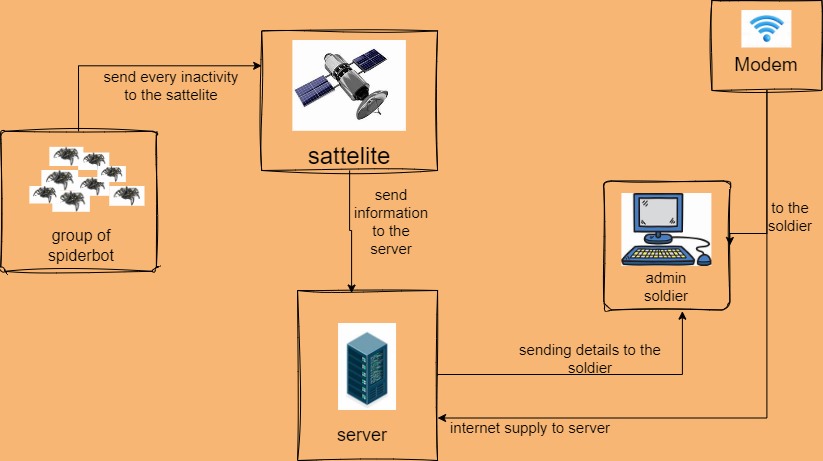 send every inactivity
to the sattelite
sattelite
Modem
group of
spiderbot
send
information
to the
server
to the
soldier
admin
soldier
sending details to the
soldier
internet supply to server
server